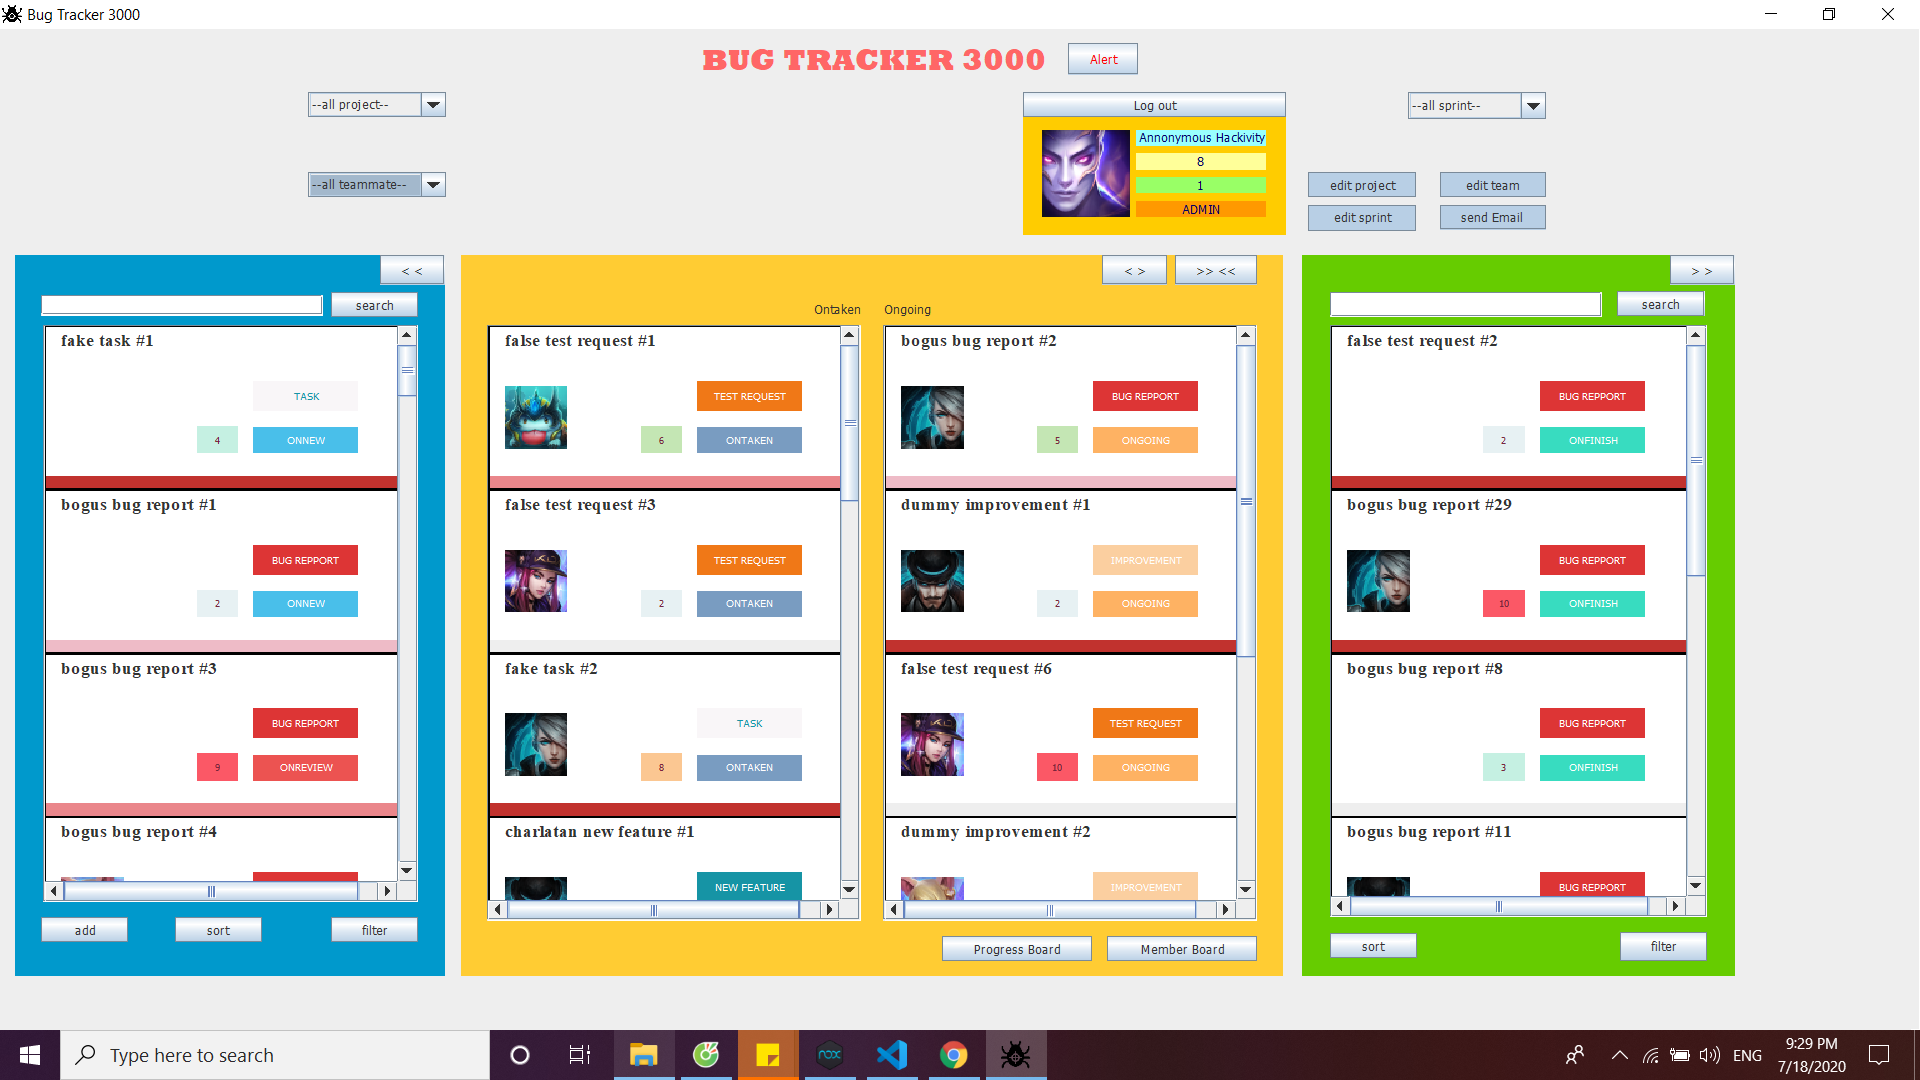 Bug Tracker 3000
BUG TRACKER 3000
Alert
--all project--
Log out
--all sprint--
Annonymous Hackivity
8
1
ADMIN
--all teammate--
edit project
edit team
edit sprint
send Email
< <
search
fake task #1
TASK
4
ONNEW
bogus bug report #1
BUG REPPORT
2
ONNEW
bogus bug report #3
BUG REPPORT
9
ONREVIEW
bogus bug report #4
add
sort
filter
< >
>> <<
Ontaken
Ongoing
false test request #1
TEST REQUEST
6
ONTAKEN
false test request #3
TEST REQUEST
2
ONTAKEN
fake task #2
TASK
8
ONTAKEN
charlatan new feature #1
NEW FEATURE
bogus bug report #2
BUG REPPORT
5
ONGOING
dummy improvement #1
IMPROVEMENT
2
ONGOING
false test request #6
TEST REQUEST
10
ONGOING
dummy improvement #2
IMPROVEMENT
Progress Board
Member Board
> >
search
false test request #2
BUG REPPORT
2
ONFINISH
bogus bug report #29
BUG REPPORT
10
ONFINISH
bogus bug report #8
BUG REPPORT
3
ONFINISH
bogus bug report #11
BUG REPPORT
sort
filter
Type here to search
nox
ENG
9:29 PM
7/18/2020